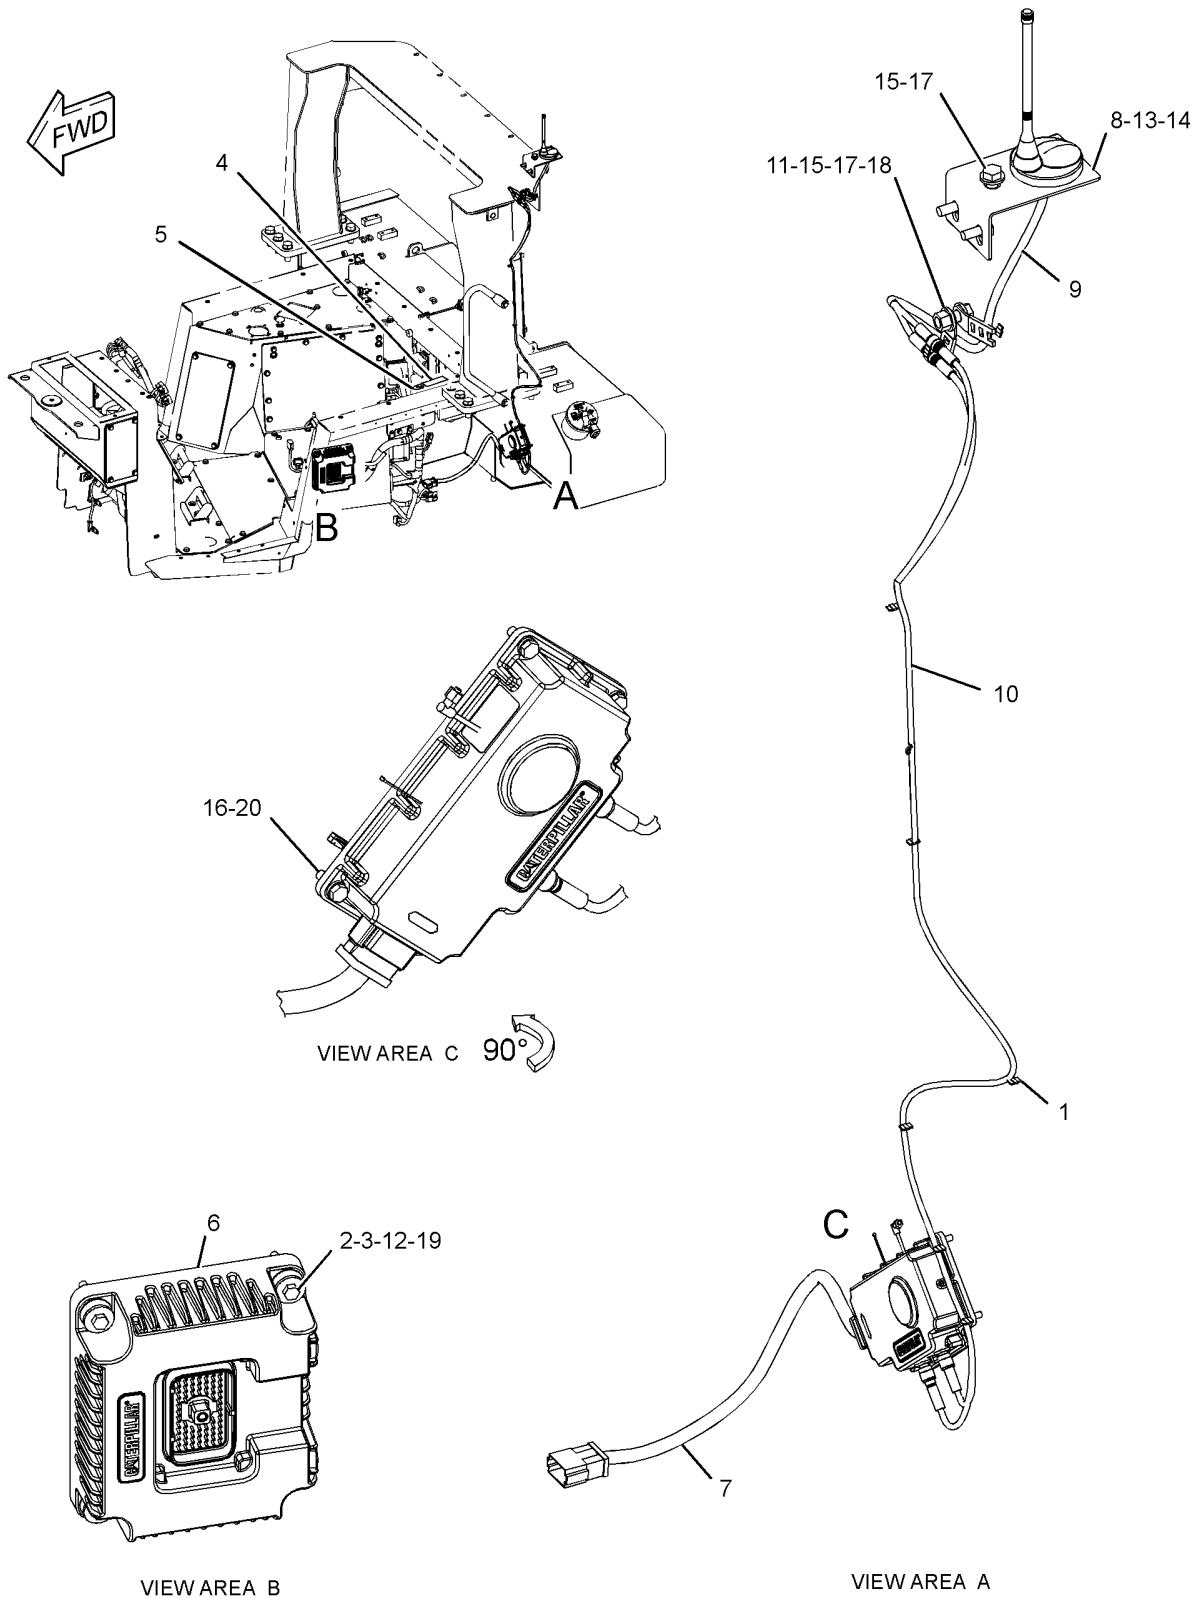 FWD
15-17
8-13-14
11-15-17-18
4
5
9
A
B
10
CATERPILLAR
16-20
VIEW AREA C 90°
1
C
6
2-3-12-19
CATERPILLAR
7
VIEW AREA B
VIEW AREA A